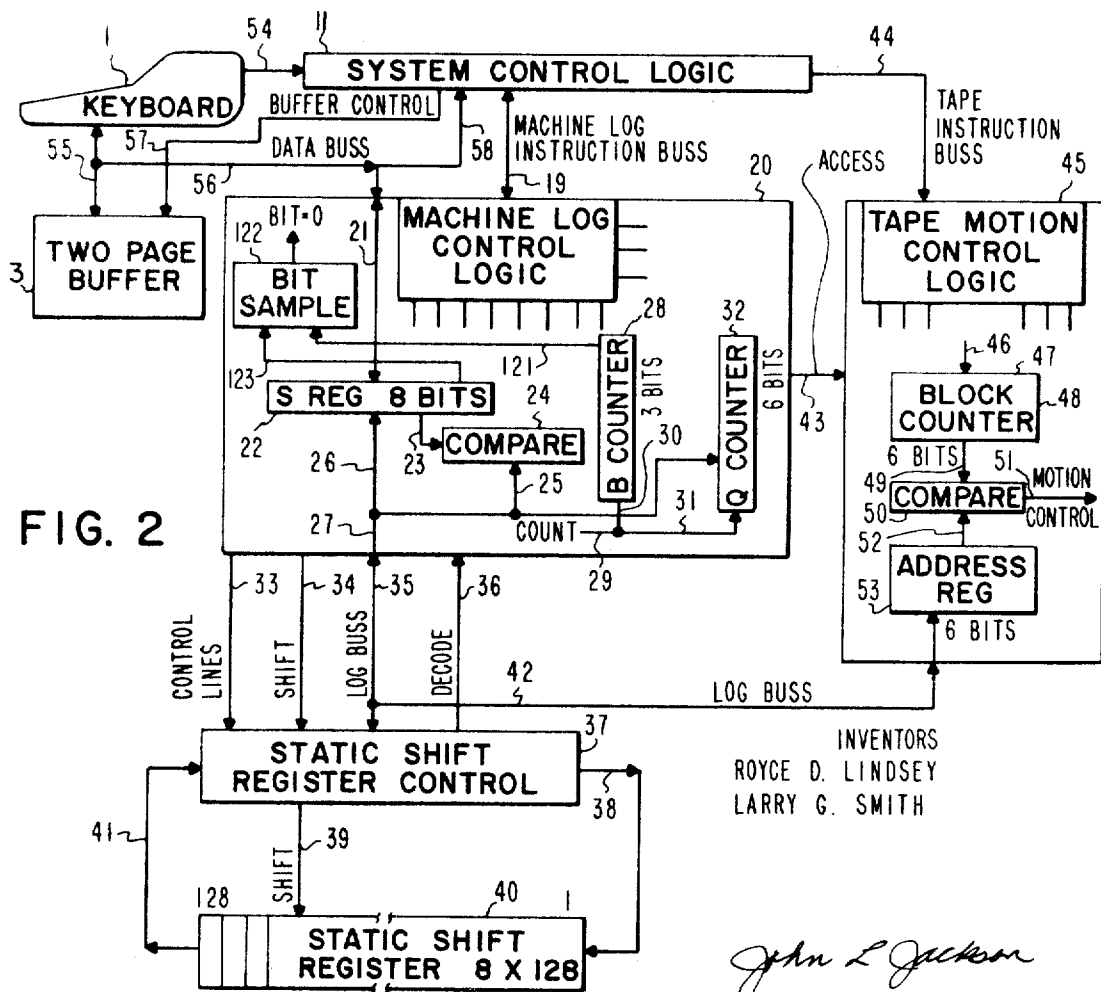 1
54
11
44
KEYBOARD
SYSTEM CONTROL LOGIC
BUFFER CONTROL
57
55
DATA BUSS
56
58
MACHINE LOG
INSTRUCTION BUSS
19
TAPE
INSTRUCTION
BUSS
ACCESS
20
45
3
TWO PAGE
BUFFER
BIT=0
122
21
BIT
SAMPLE
MACHINE LOG
CONTROL
LOGIC
TAPE MOTION
CONTROL
LOGIC
28
32
123
121
B COUNTER
3 BITS
Q COUNTER
6 BITS
46
47
BLOCK
COUNTER
48
43
S REG 8 BITS
22
23
24
COMPARE
26
25
30
31
27
COUNT
29
6 BITS
49
51
COMPARE
MOTION
CONTROL
50
52
ADDRESS
REG
53
6 BITS
FIG. 2
33
34
35
36
CONTROL
LINES
SHIFT
LOG BUSS
DECODE
42
LOG BUSS
37
STATIC SHIFT
REGISTER CONTROL
38
INVENTORS
ROYCE D. LINDSEY
LARRY G. SMITH
41
39
SHIFT
128
40
1
STATIC SHIFT
REGISTER 8 X 128
John L Jackson